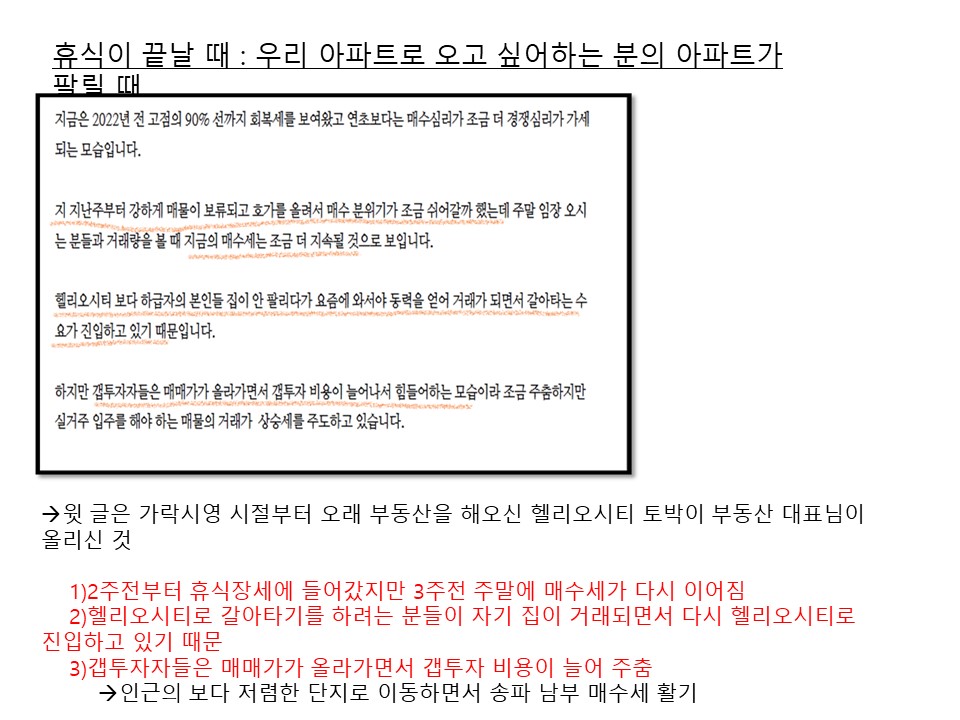 휴식이 끝날 때 : 우리 아파트로 오고 싶어하는 분의 아파트가
팔릴 때
지금은 2022년 전 고점의 90% 선까지 회복세를 보여왔고 연초보다는 매수심리가 조금 더 경쟁심리가 가세
되는 모습입니다.
지 지난주부터 강하게 매물이 보류되고 호가를 올려서 매수 분위기가 조금 쉬어갈까 했는데 주말 임장 오시
는 분들과 거래량을 볼 때 지금의 매수세는 조금 더 지속될 것으로 보입니다.
헬리오시티 보다 하급자의 본인들 집이 안 팔리다가 요즘에 와서야 동력을 얻어 거래가 되면서 갈아타는 수
요가 진입하고 있기 때문입니다.
하지만 갭투자자들은 매매가가 올라가면서 갭투자 비용이 늘어나서 힘들어하는 모습이라 조금 주춤하지만
실거주 입주를 해야 하는 매물의 거래가 상승세를 주도하고 있습니다.
→윗 글은 가락시영 시절부터 오래 부동산을 해오신 헬리오시티 토박이 부동산 대표님이
올리신 것
1)2주전부터 휴식장세에 들어갔지만 3주전 주말에 매수세가 다시 이어짐
2)헬리오시티로 갈아타기를 하려는 분들이 자기 집이 거래되면서 다시 헬리오시티로
진입하고 있기 때문
3)갭투자자들은 매매가가 올라가면서 갭투자 비용이 늘어 주춤
→인근의 보다 저렴한 단지로 이동하면서 송파 남부 매수세 활기